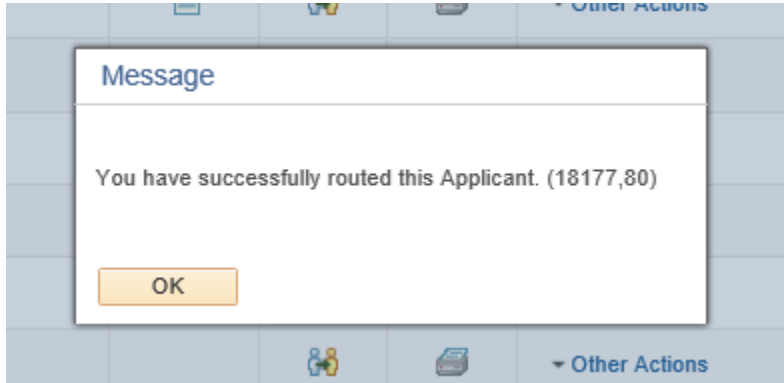 Other Actions
Message
You have successfully routed this Applicant. (18177,80)
OK
Other Actions